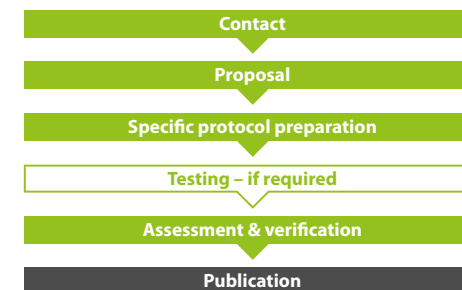 Contact
Proposal
Specific protocol preparation
Testing – if required
Assessment & verification
Publication